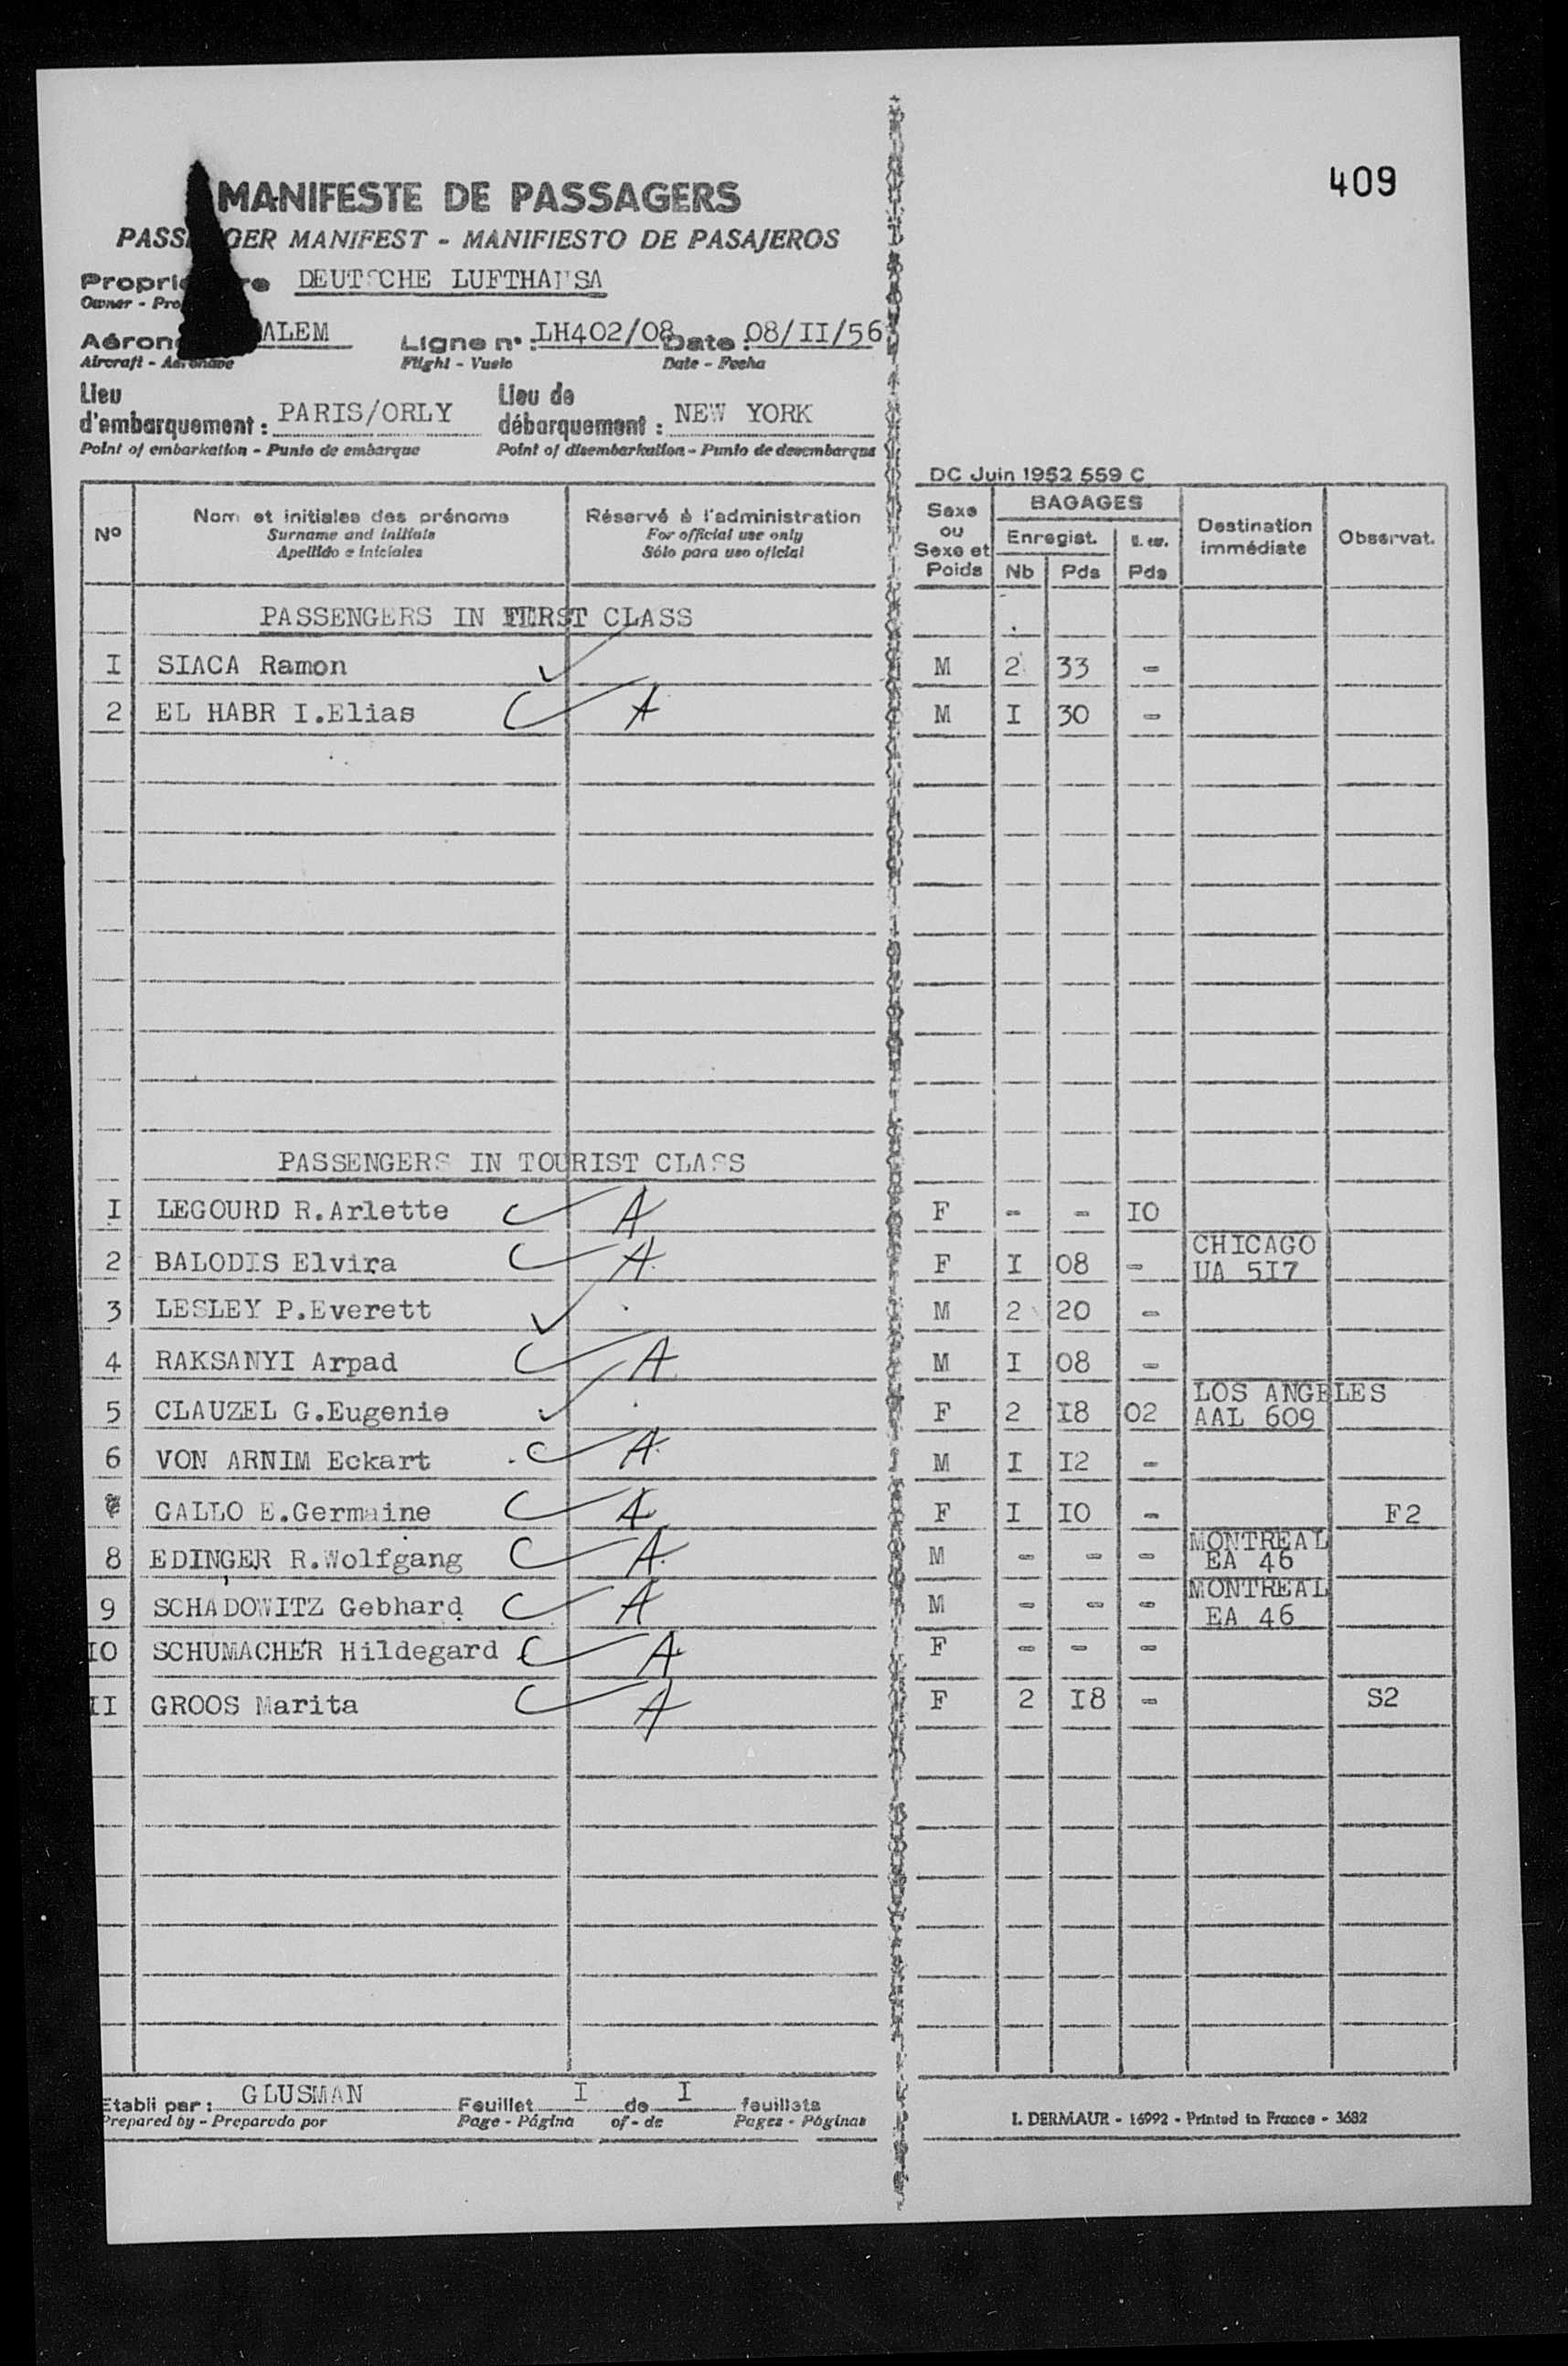 409
MANIFESTE DE PASSAGERS
MANIFEST - MANIFIESTO DE PASAJEROS
DEUTSCHE LUFTHANSA
Owner -
ALEM Ligne n° : LH402/08 Date : 08/II/56
Aircraft - Flight - Vuelo Date - Fecha
Lieu d'embarquement : PARIS/ORLY Lieu de débarquement : NEW YORK
Point of embarkation - Punto de embarque Point of disembarkation - Punto de desembarque
DC Juin 1952 559 C
Nº Nom et initiales des prénoms Réservé à l'administration Sexe ou Sexe et Poids BAGAGES Destination immédiate Observat.
Surname and initials For official use only Enregist.
Apellido e iniciales Sólo para uso oficial Nb Pds Pds
PASSENGERS IN FIRST CLASS
I SIACA Ramon M 2 33 -
2 EL HABR I.Elias A M I 30 -
PASSENGERS IN TOURIST CLASS
I LEGOURD R.Arlette A F - - IO
2 BALODIS Elvira A F I 08 - CHICAGO UA 5I7
3 LESLEY P.Everett M 2 20 -
4 RAKSANYI Arpad A M I 08 -
5 CLAUZEL G.Eugenie F 2 I8 02 LOS ANGELES AAL 609
6 VON ARNIM Eckart A M I I2 -
GALLO E.Germaine A F I IO - F2
8 EDINGER R.Wolfgang A M - - - MONTREAL EA 46
9 SCHADOWITZ Gebhard A M - - - MONTREAL EA 46
IO SCHUMACHER Hildegard A F - - -
II GROOS Marita A F 2 I8 - S2
Etabli par : GLUSMAN Feuillet I de I feuillets
Prepared by - Preparado por Page - Página of - de Pages - Páginas
I. DERMAUR - 16992 - Printed in France - 3682